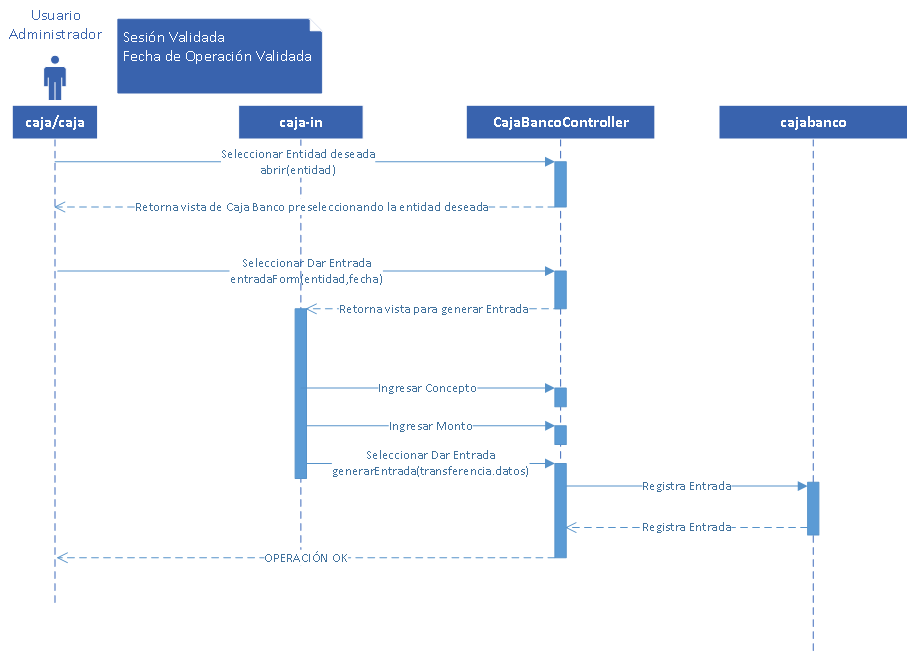 Usuario
Administrador
Sesión Validada
Fecha de Operación Validada
caja/caja
caja-in
CajaBancoController
cajabanco
Seleccionar Entidad deseada
abrir(entidad)
Retorna vista de Caja Banco preseleccionando la entidad deseada
Seleccionar Dar Entrada
entradaForm(entidad,fecha)
Retorna vista para generar Entrada
Ingresar Concepto
Ingresar Monto
Seleccionar Dar Entrada
generarEntrada(transferencia.datos)
Registra Entrada
Registra Entrada
OPERACIÓN OK